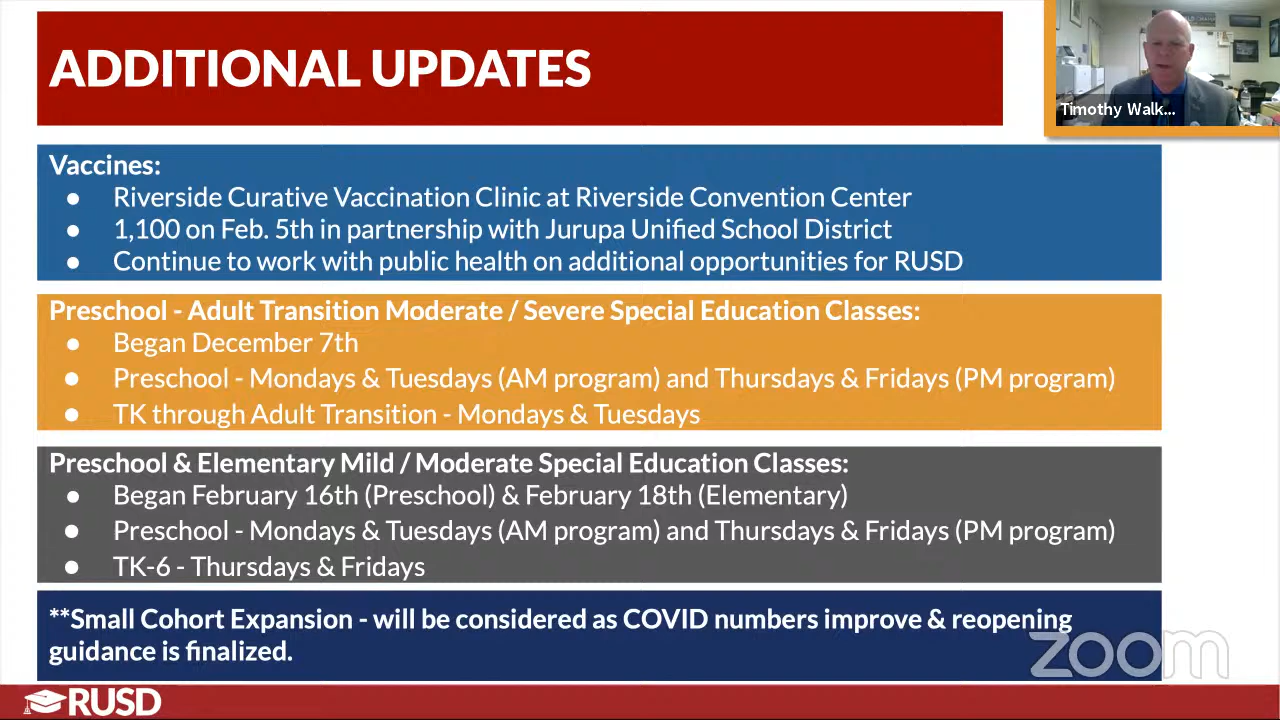 ADDITIONAL UPDATES
Timothy Walk...
Vaccines:
● Riverside Curative Vaccination Clinic at Riverside Convention Center
● 1,100 on Feb. 5th in partnership with Jurupa Unified School District
● Continue to work with public health on additional opportunities for RUSD
Preschool - Adult Transition Moderate / Severe Special Education Classes:
● Began December 7th
● Preschool - Mondays & Tuesdays (AM program) and Thursdays & Fridays (PM program)
● TK through Adult Transition - Mondays & Tuesdays
Preschool & Elementary Mild / Moderate Special Education Classes:
● Began February 16th (Preschool) & February 18th (Elementary)
● Preschool - Mondays & Tuesdays (AM program) and Thursdays & Fridays (PM program)
● TK-6 - Thursdays & Fridays
**Small Cohort Expansion - will be considered as COVID numbers improve & reopening
guidance is finalized.
zoom
RUSD